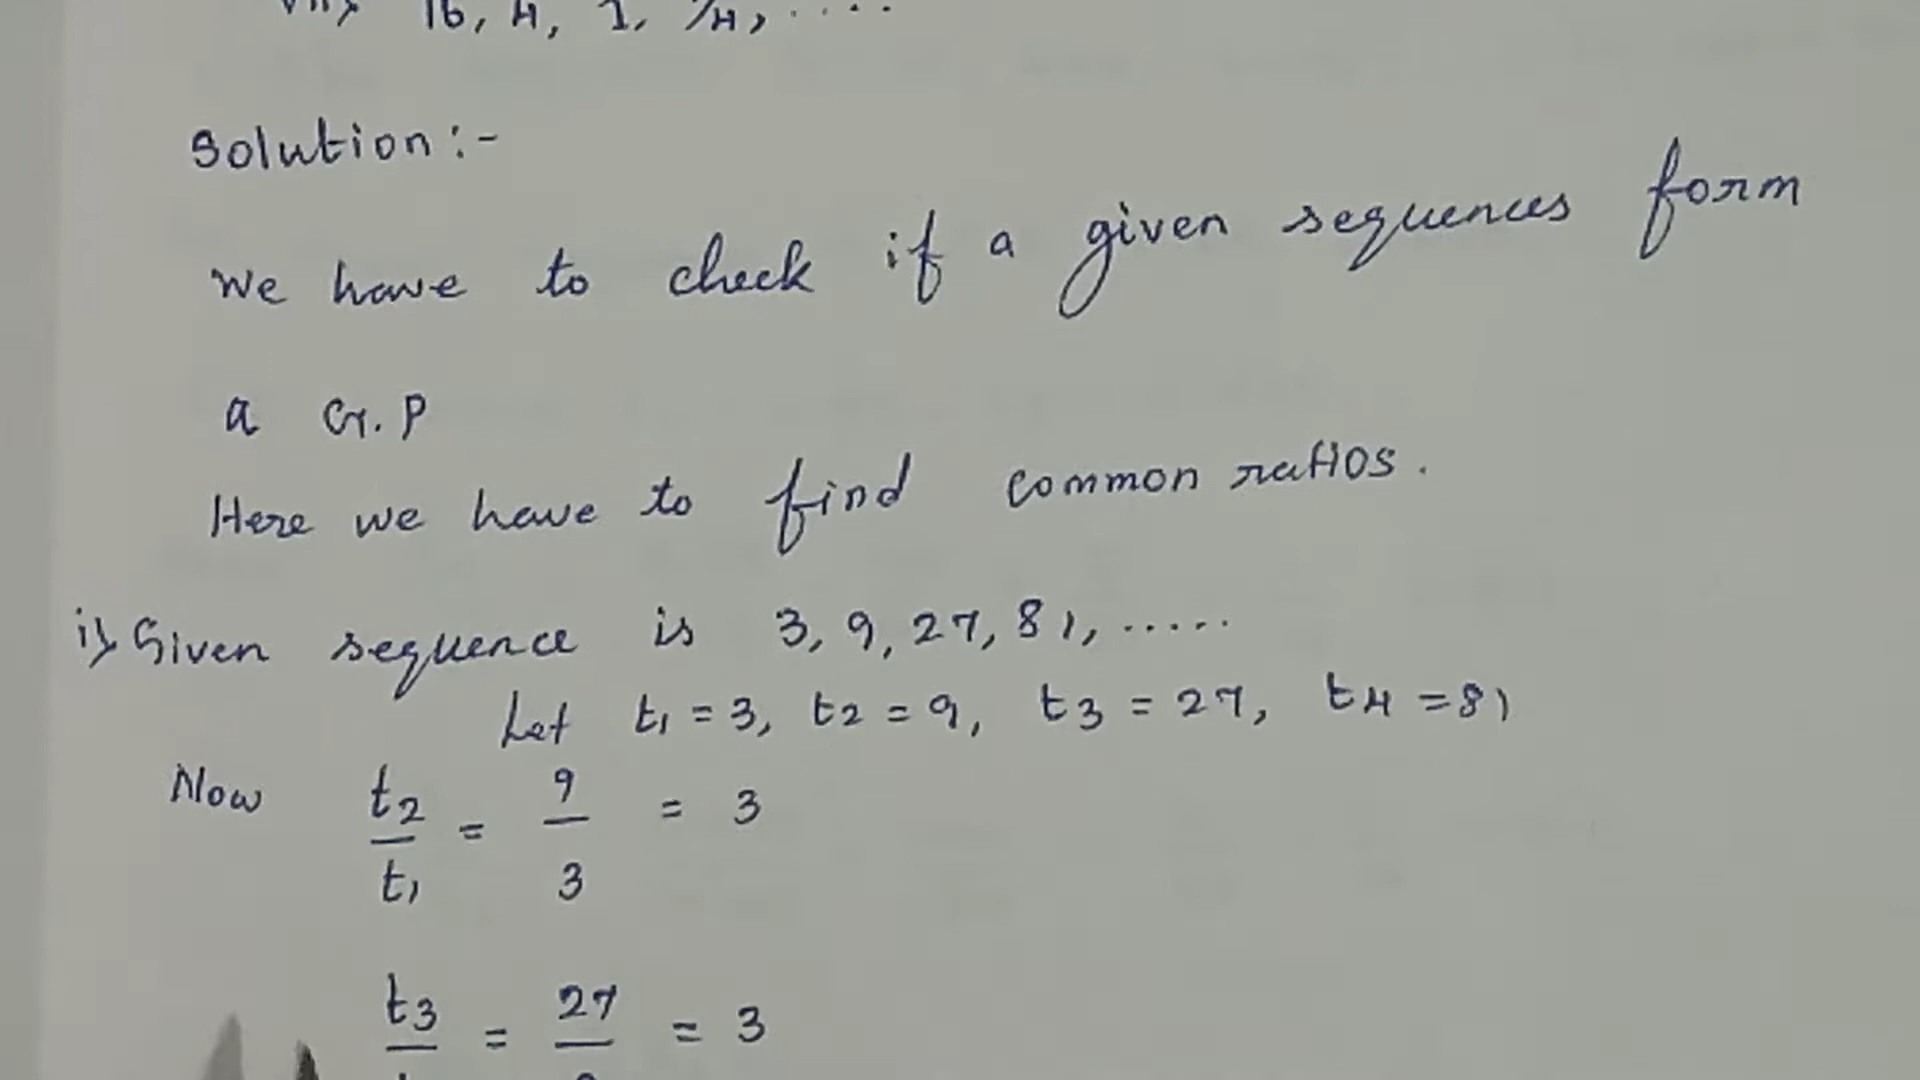 16, 4, 1, 1/4, ....
Solution:-
We have to check if a given sequences form
a G.P
Here we have to find common ratios.
i) Given sequence is 3, 9, 27, 81, .....
Let t1 = 3, t2 = 9, t3 = 27, t4 = 81
Now t2/t1 = 9/3 = 3
t3 = 27 = 3